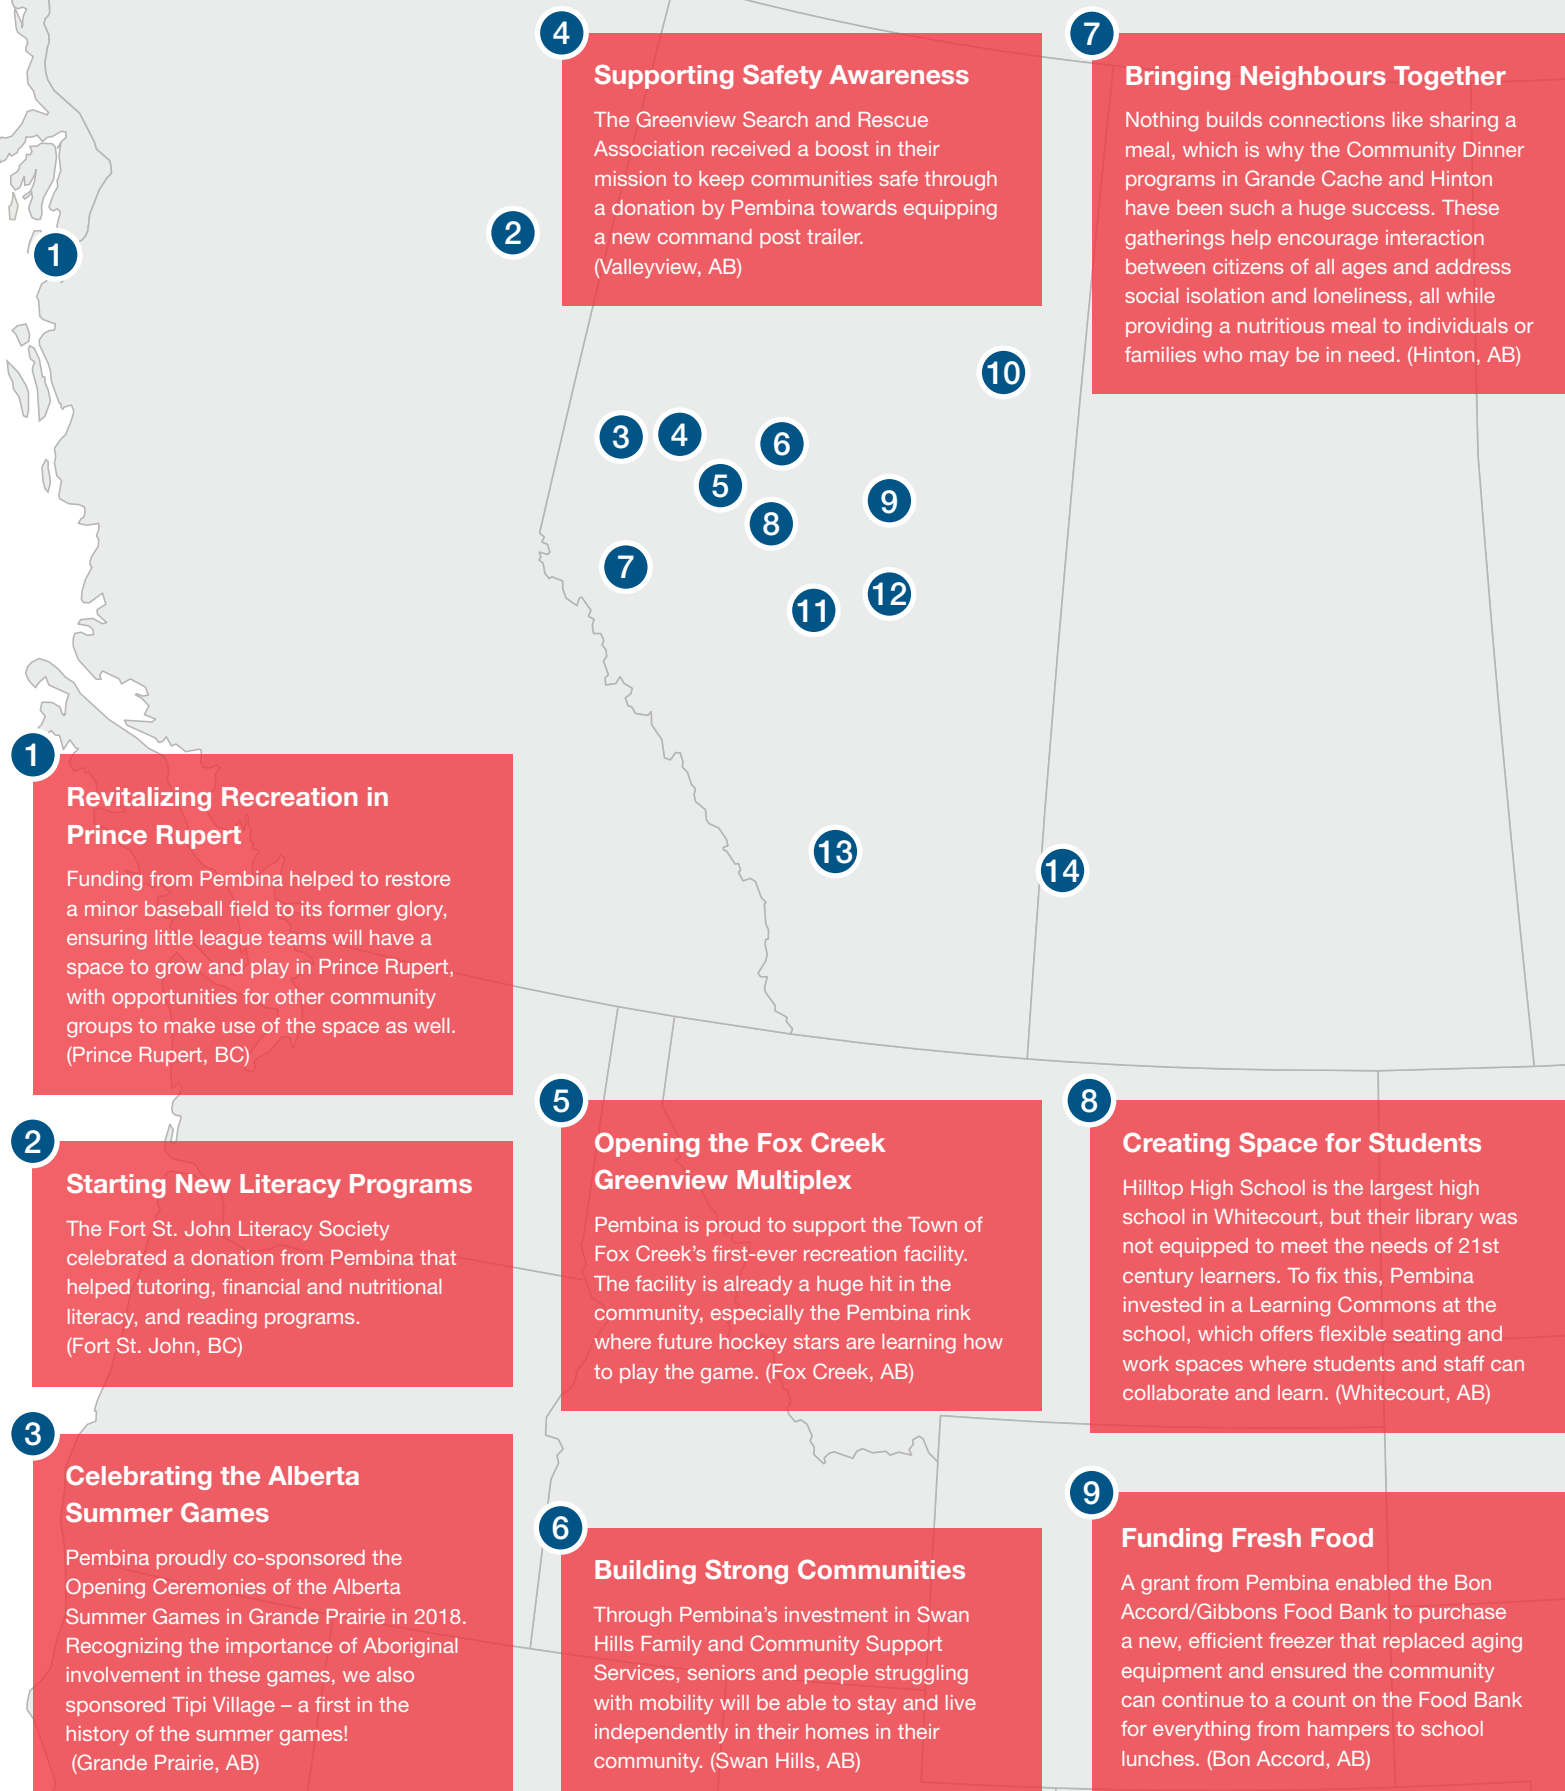 4
Supporting Safety Awareness
The Greenview Search and Rescue
Association received a boost in their
mission to keep communities safe through
a donation by Pembina towards equipping
a new command post trailer.
(Valleyview, AB)
7
Bringing Neighbours Together
Nothing builds connections like sharing a
meal, which is why the Community Dinner
programs in Grande Cache and Hinton
have been such a huge success. These
gatherings help encourage interaction
between citizens of all ages and address
social isolation and loneliness, all while
providing a nutritious meal to individuals or
families who may be in need. (Hinton, AB)
2
1
10
3
4
6
5
9
8
7
12
11
13
14
1
Revitalizing Recreation in
Prince Rupert
Funding from Pembina helped to restore
a minor baseball field to its former glory,
ensuring little league teams will have a
space to grow and play in Prince Rupert,
with opportunities for other community
groups to make use of the space as well.
(Prince Rupert, BC)
2
Starting New Literacy Programs
The Fort St. John Literacy Society
celebrated a donation from Pembina that
helped tutoring, financial and nutritional
literacy, and reading programs.
(Fort St. John, BC)
3
Celebrating the Alberta
Summer Games
Pembina proudly co-sponsored the
Opening Ceremonies of the Alberta
Summer Games in Grande Prairie in 2018.
Recognizing the importance of Aboriginal
involvement in these games, we also
sponsored Tipi Village – a first in the
history of the summer games!
(Grande Prairie, AB)
5
Opening the Fox Creek
Greenview Multiplex
Pembina is proud to support the Town of
Fox Creek’s first-ever recreation facility.
The facility is already a huge hit in the
community, especially the Pembina rink
where future hockey stars are learning how
to play the game. (Fox Creek, AB)
6
Building Strong Communities
Through Pembina’s investment in Swan
Hills Family and Community Support
Services, seniors and people struggling
with mobility will be able to stay and live
independently in their homes in their
community. (Swan Hills, AB)
8
Creating Space for Students
Hilltop High School is the largest high
school in Whitecourt, but their library was
not equipped to meet the needs of 21st
century learners. To fix this, Pembina
invested in a Learning Commons at the
school, which offers flexible seating and
work spaces where students and staff can
collaborate and learn. (Whitecourt, AB)
9
Funding Fresh Food
A grant from Pembina enabled the Bon
Accord/Gibbons Food Bank to purchase
a new, efficient freezer that replaced aging
equipment and ensured the community
can continue to a count on the Food Bank
for everything from hampers to school
lunches. (Bon Accord, AB)